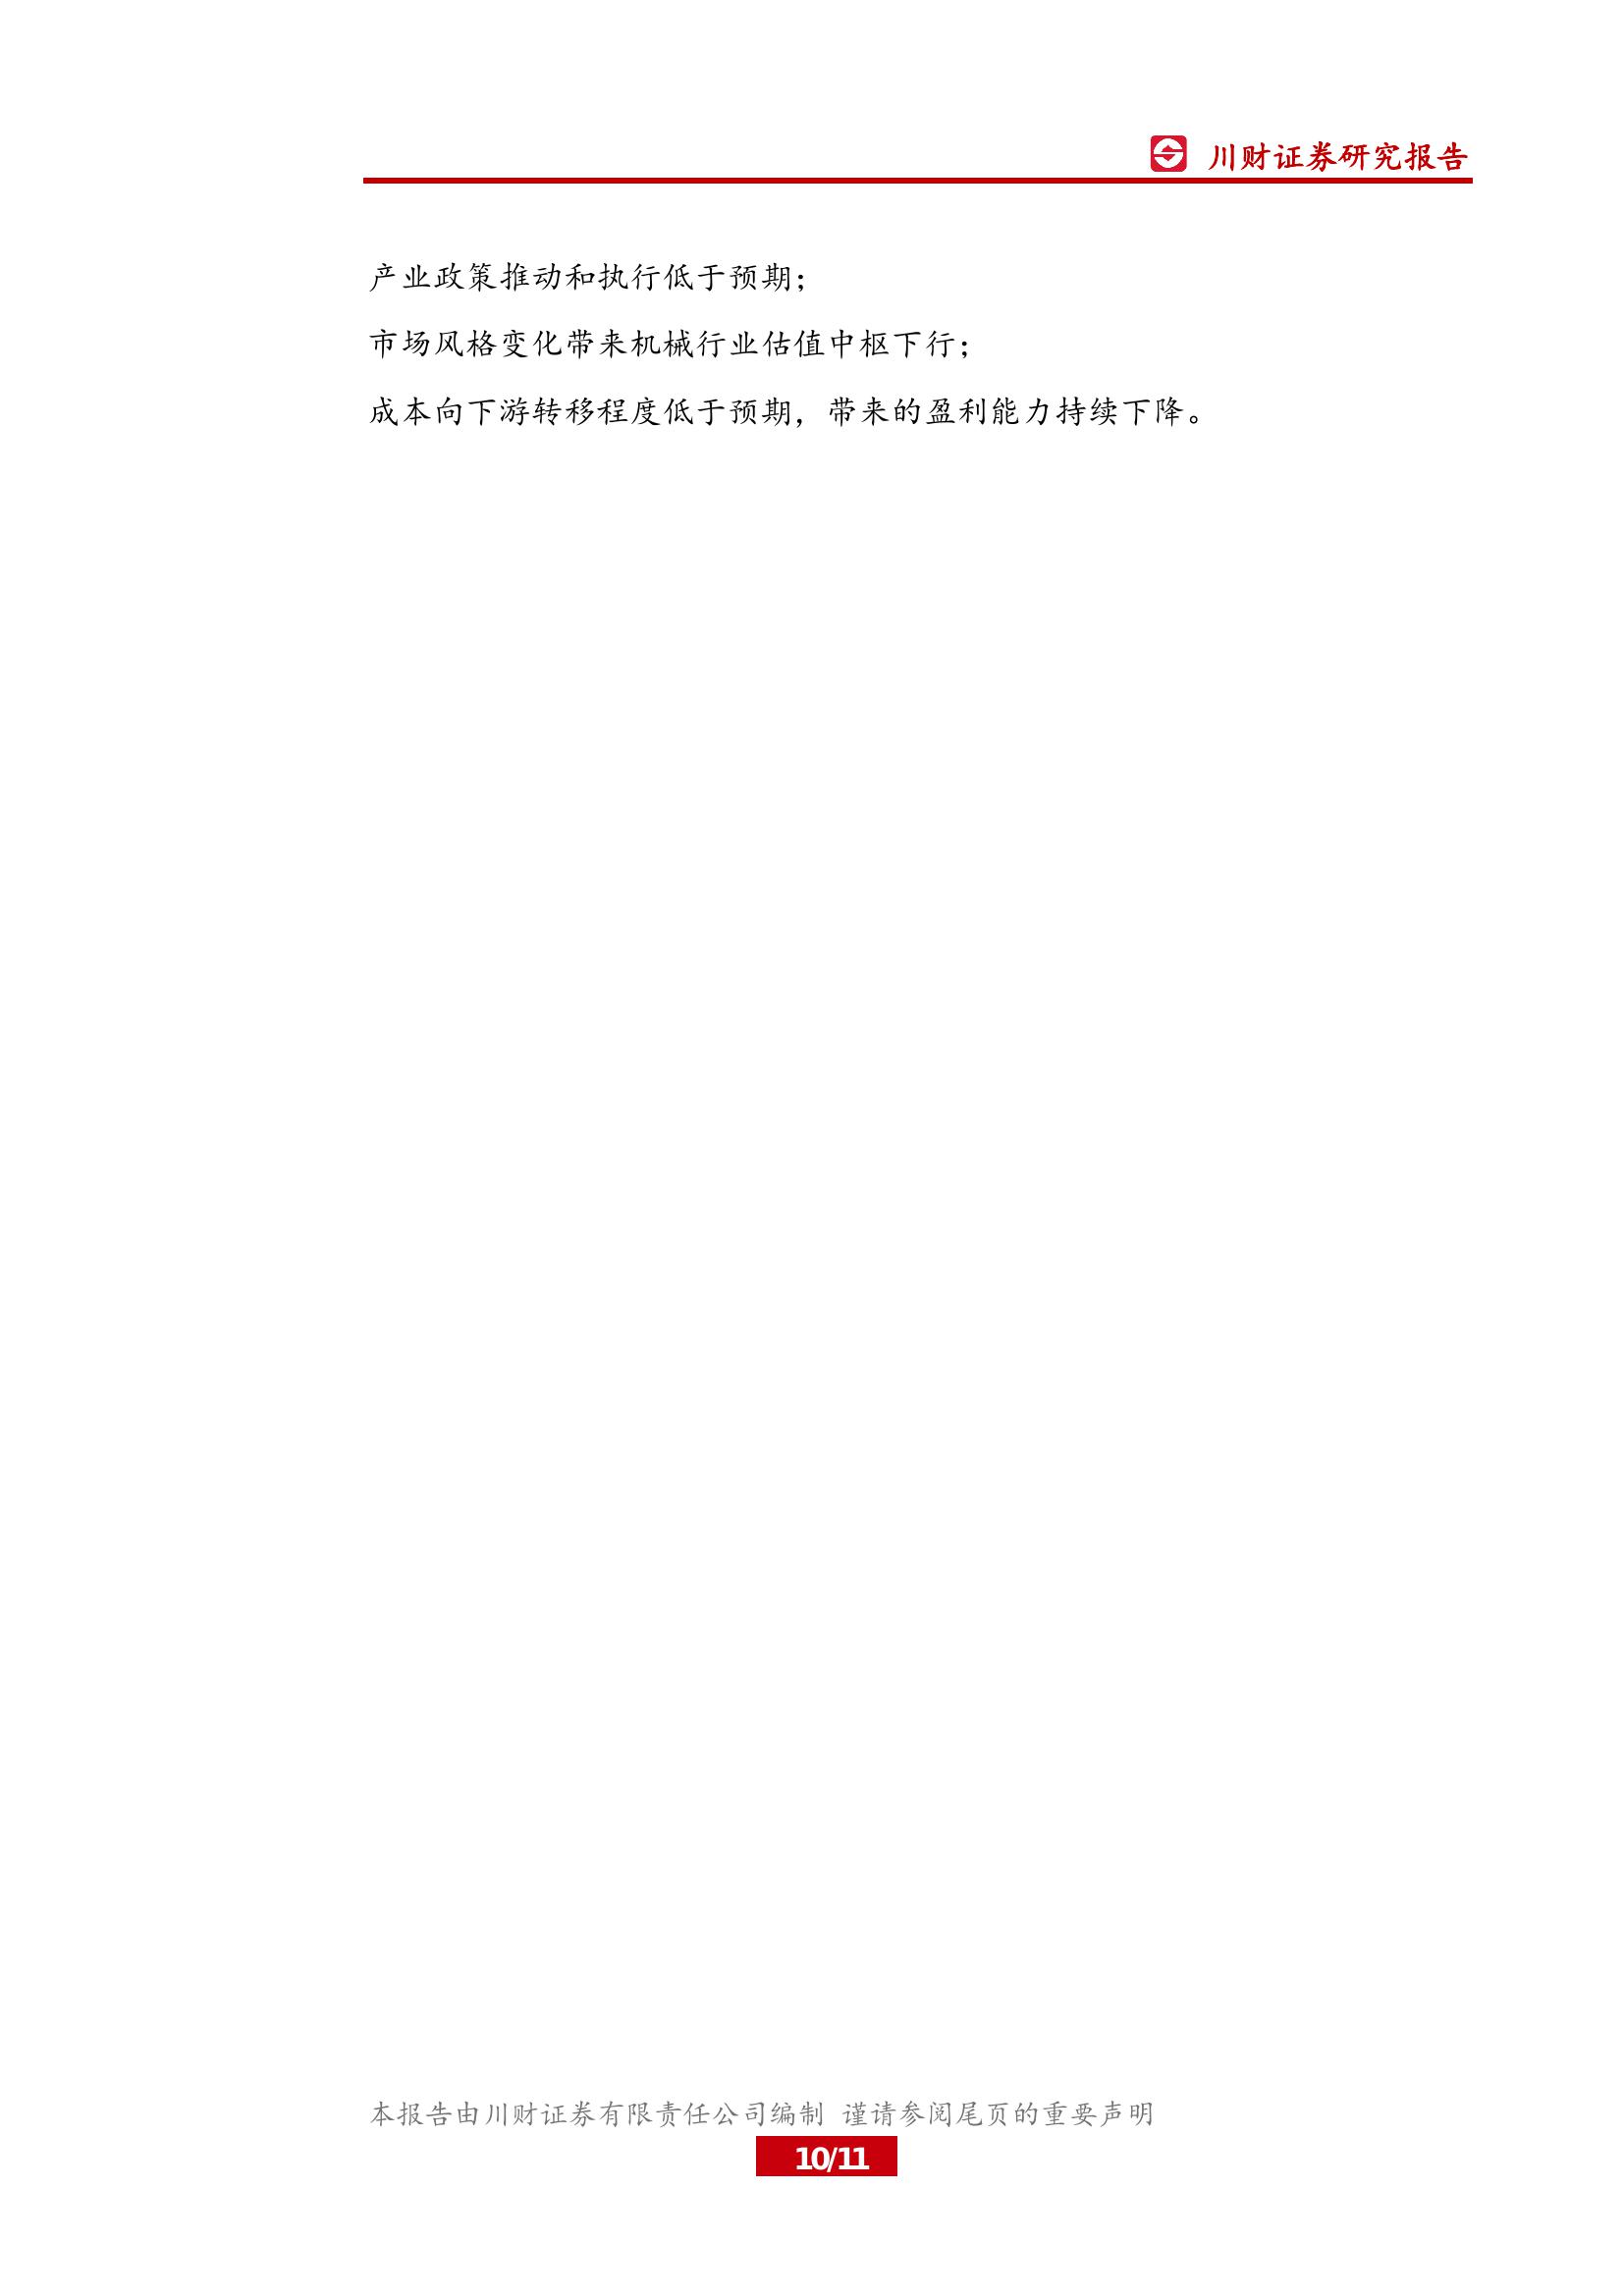 川财证券研究报告
产业政策推动和执行低于预期；
市场风格变化带来机械行业估值中枢下行；
成本向下游转移程度低于预期，带来的盈利能力持续下降。
本报告由川财证券有限责任公司编制 谨请参阅尾页的重要声明
10/11